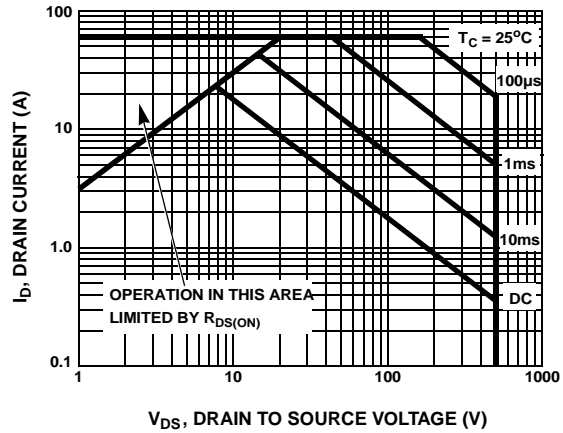 100
10
1.0
0.1
I_D, DRAIN CURRENT (A)
T_C = 25°C
100µs
1ms
10ms
DC
OPERATION IN THIS AREA
LIMITED BY R_DS(ON)
1
10
100
1000
V_DS, DRAIN TO SOURCE VOLTAGE (V)